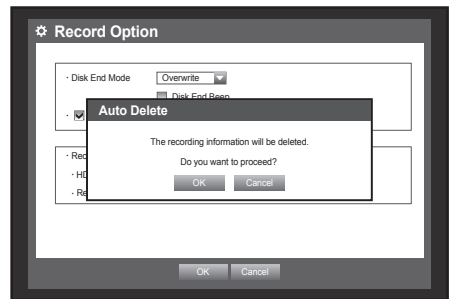 Record Option
· Disk End Mode
Overwrite
Disk End Beep
Auto Delete
The recording information will be deleted.
Do you want to proceed?
OK Cancel
· Rec
· HD
· Re
OK Cancel